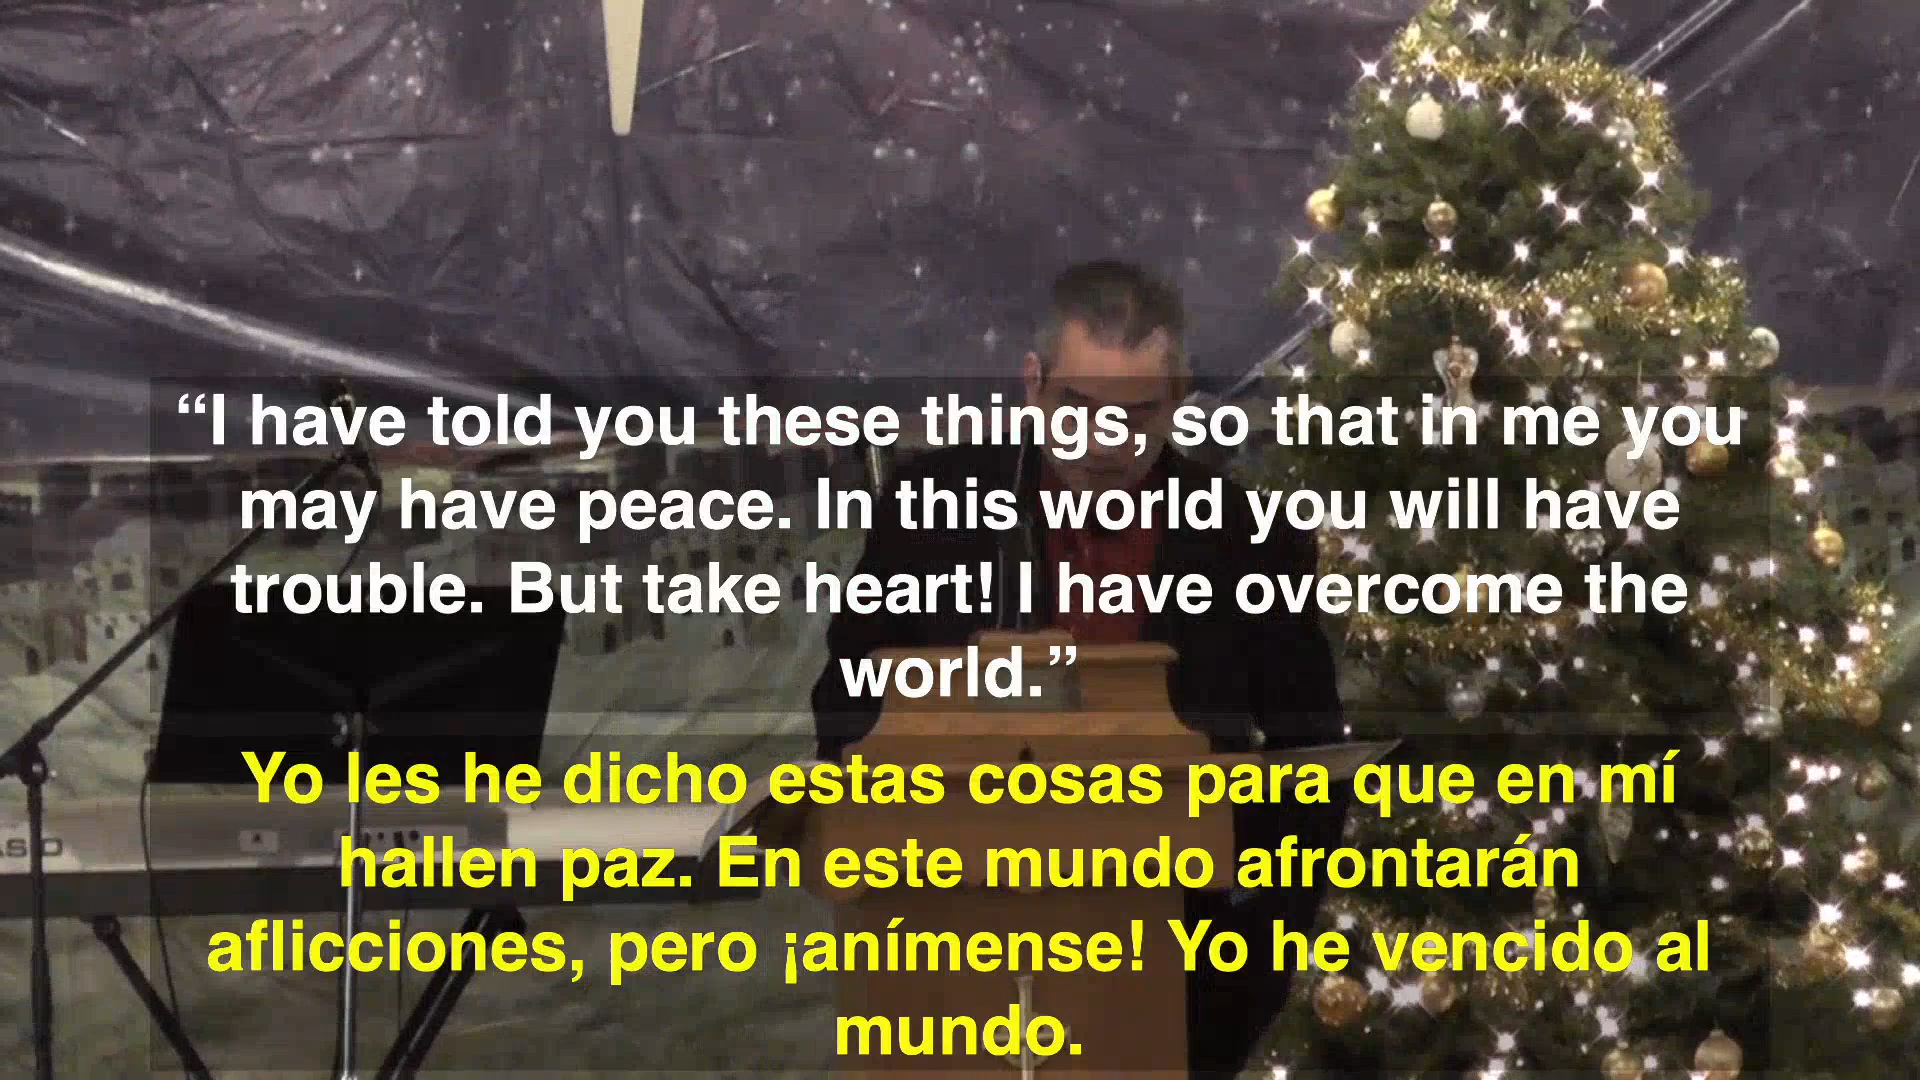 “I have told you these things, so that in me you
may have peace. In this world you will have
trouble. But take heart! I have overcome the
world.”
Yo les he dicho estas cosas para que en mí
hallen paz. En este mundo afrontarán
aflicciones, pero ¡anímense! Yo he vencido al
mundo.